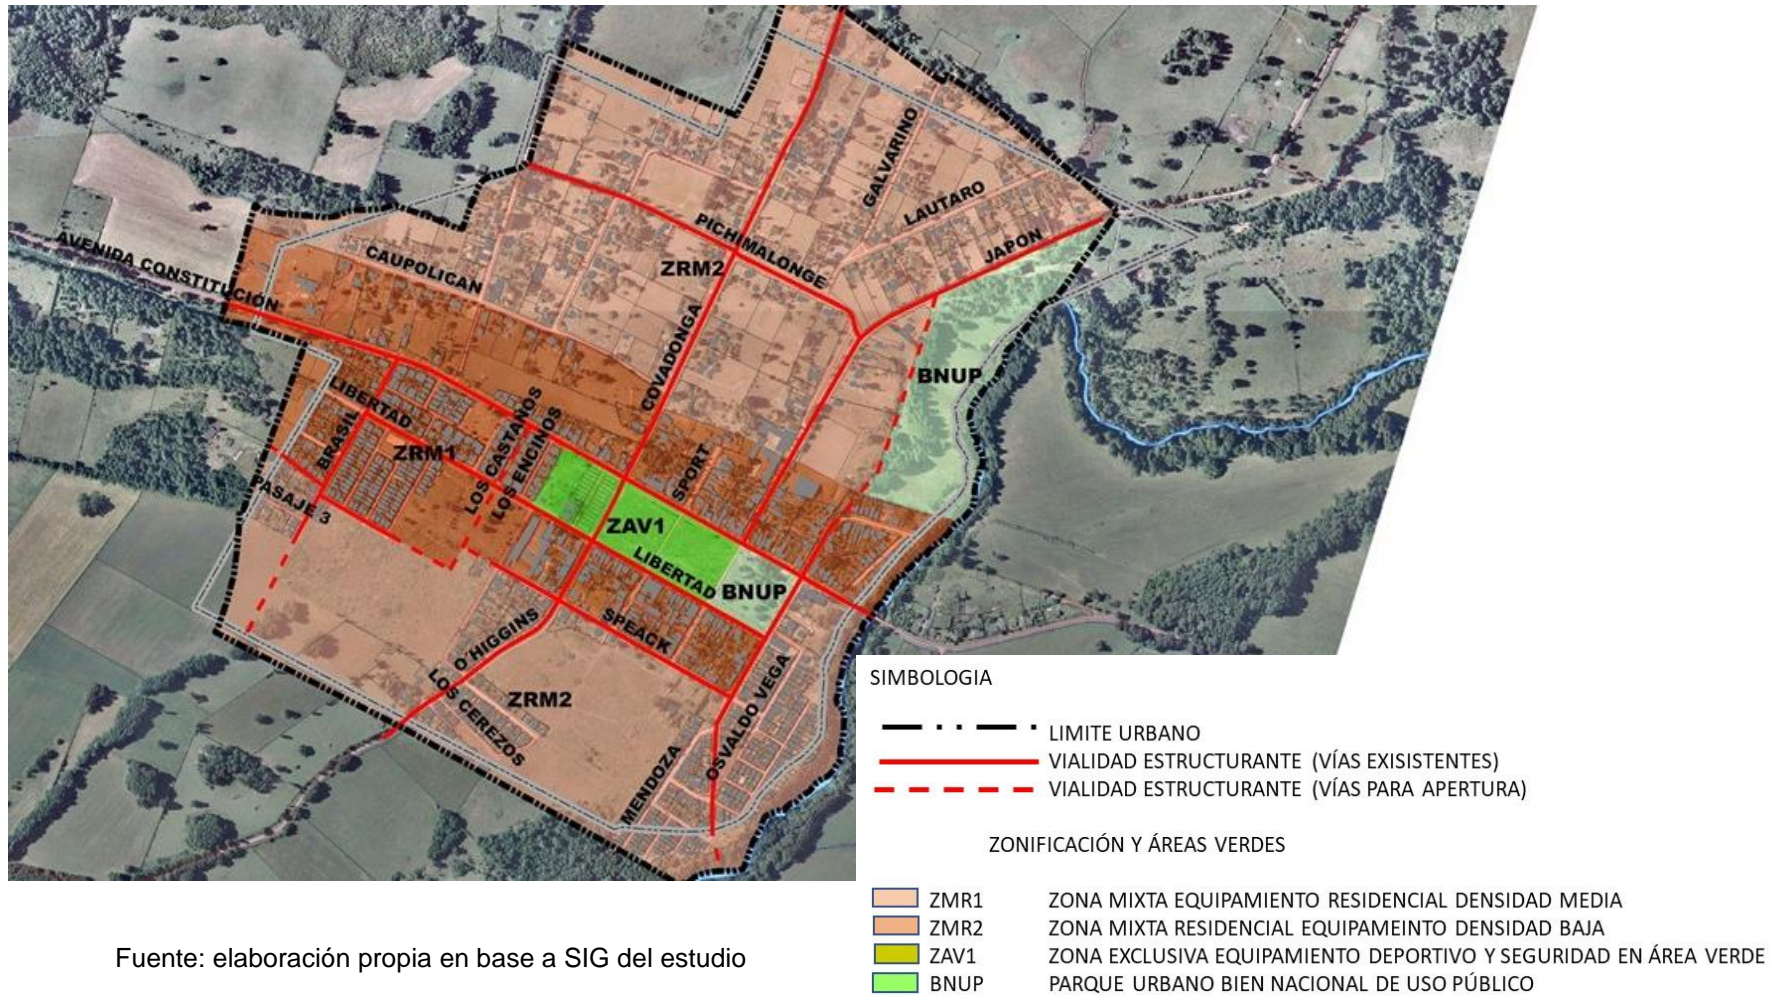 GALVARINO
LAUTARO
PICHIMALONGE
JAPON
AVENIDA CONSTITUCIÓN
CAUPOLICAN
ZRM2
COVADONGA
BNUP
LIBERTAD
BRASIL
ZRM1
LOS CASTAÑOS
LOS ENCINOS
SPORT
PASAJE 3
ZAV1
LIBERTAD
BNUP
O´HIGGINS
SPEACK
LOS CEREZOS
ZRM2
OSVALDO VEGA
MENDOZA
SIMBOLOGIA
LIMITE URBANO
VIALIDAD ESTRUCTURANTE (VÍAS EXISISTENTES)
VIALIDAD ESTRUCTURANTE (VÍAS PARA APERTURA)
ZONIFICACIÓN Y ÁREAS VERDES
ZMR1 ZONA MIXTA EQUIPAMIENTO RESIDENCIAL DENSIDAD MEDIA
ZMR2 ZONA MIXTA RESIDENCIAL EQUIPAMEINTO DENSIDAD BAJA
ZAV1 ZONA EXCLUSIVA EQUIPAMIENTO DEPORTIVO Y SEGURIDAD EN ÁREA VERDE
BNUP PARQUE URBANO BIEN NACIONAL DE USO PÚBLICO
Fuente: elaboración propia en base a SIG del estudio